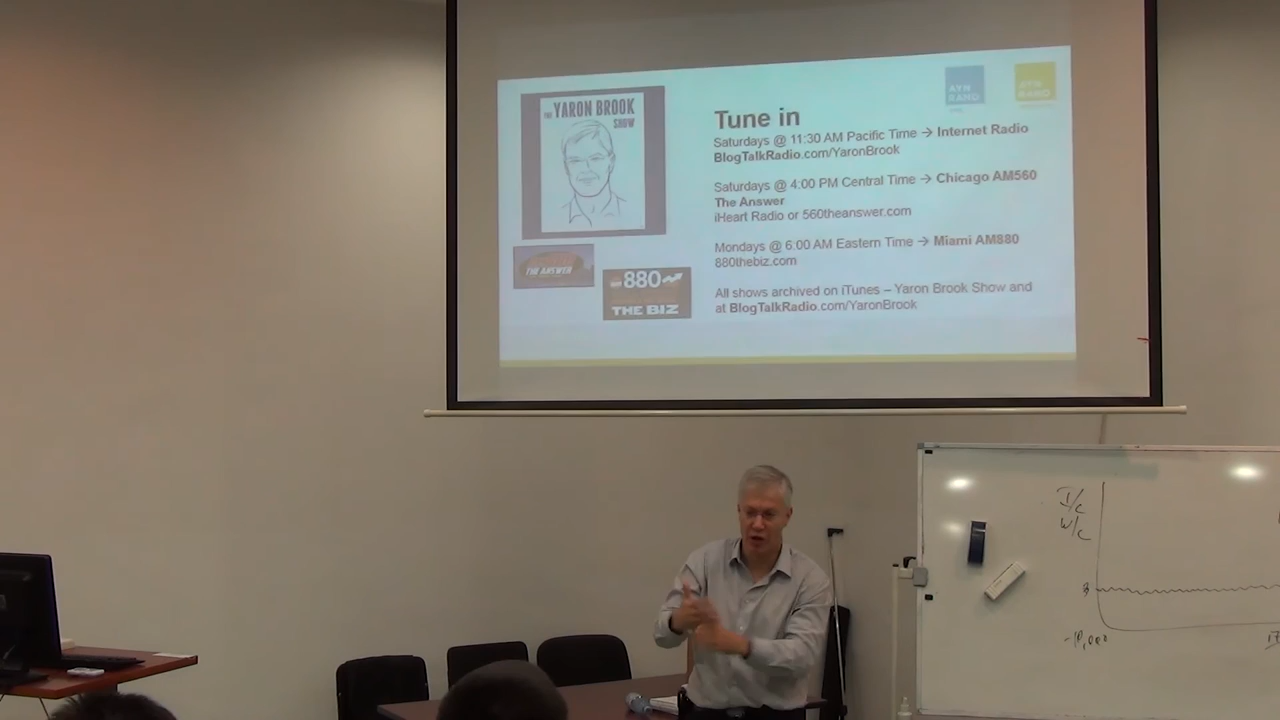 THE YARON BROOK
SHOW
AYN
RAND
AYN
RAND
Tune in
Saturdays @ 11:30 AM Pacific Time → Internet Radio
BlogTalkRadio.com/YaronBrook
Saturdays @ 4:00 PM Central Time → Chicago AM560
The Answer
iHeart Radio or 560theanswer.com
Mondays @ 6:00 AM Eastern Time → Miami AM880
880thebiz.com
All shows archived on iTunes – Yaron Brook Show and
at BlogTalkRadio.com/YaronBrook
THE ANSWER
880
THE BIZ
I/C
W/C
-10,000